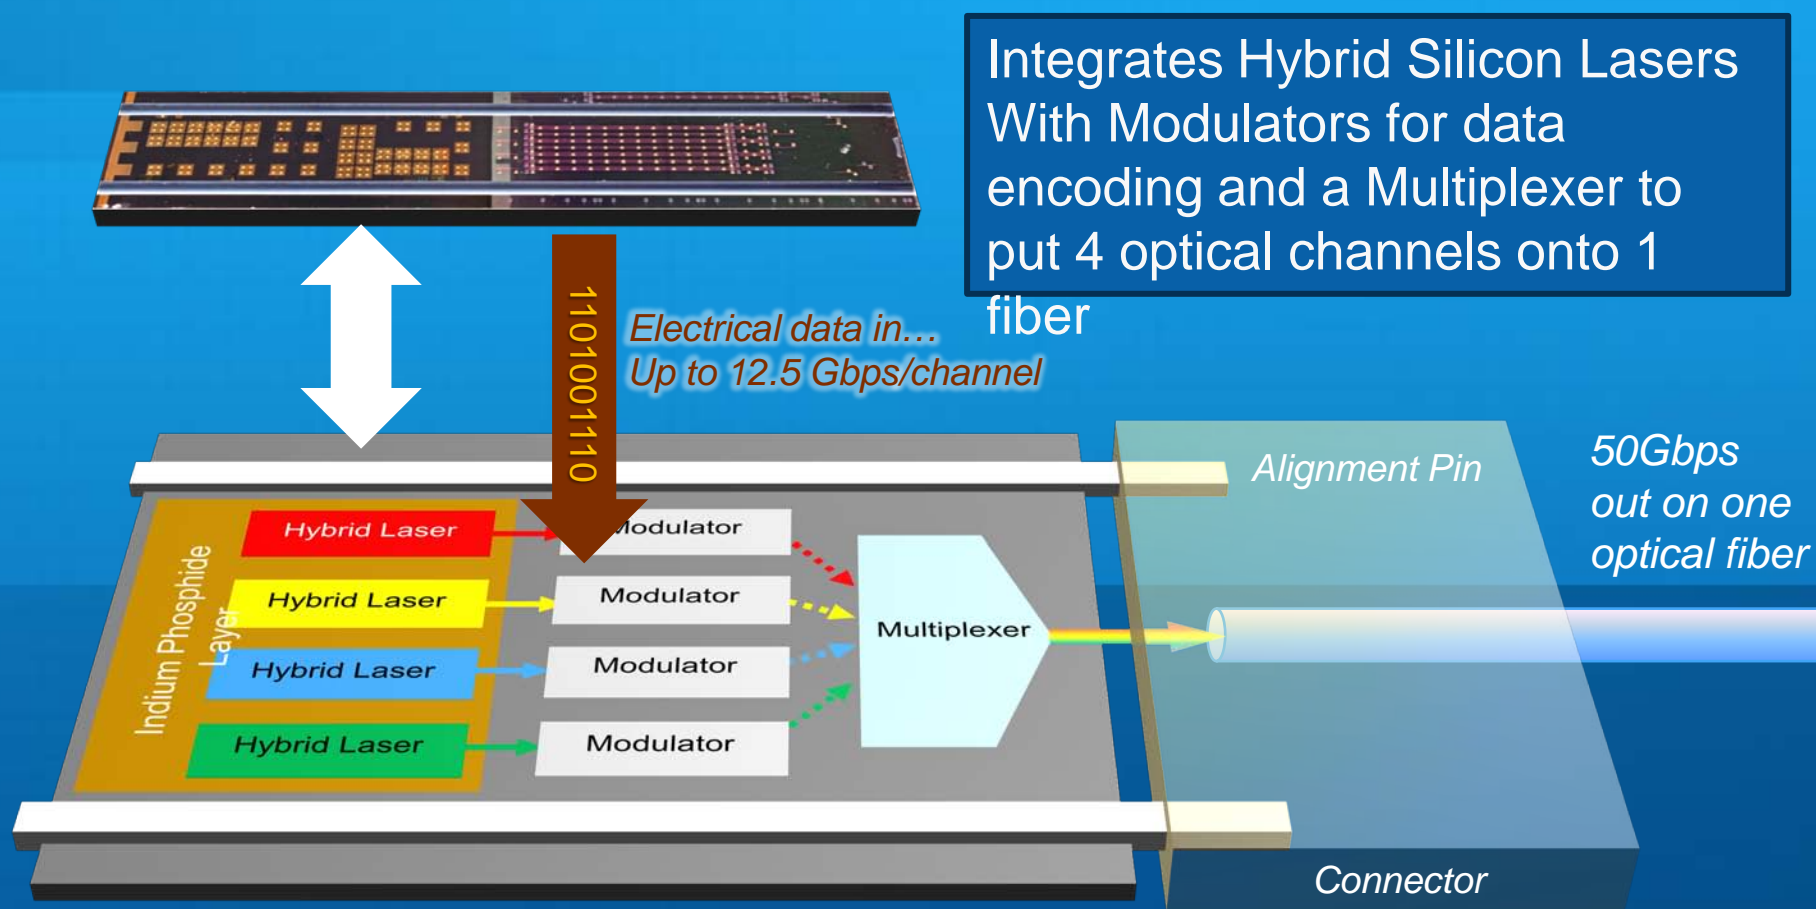 Integrates Hybrid Silicon Lasers
With Modulators for data
encoding and a Multiplexer to
put 4 optical channels onto 1
fiber
1101001110
Electrical data in…
Up to 12.5 Gbps/channel
Alignment Pin
50Gbps
out on one
optical fiber
Indium Phosphide
Layer
Hybrid Laser
Modulator
Hybrid Laser
Modulator
Hybrid Laser
Modulator
Hybrid Laser
Modulator
Multiplexer
Connector